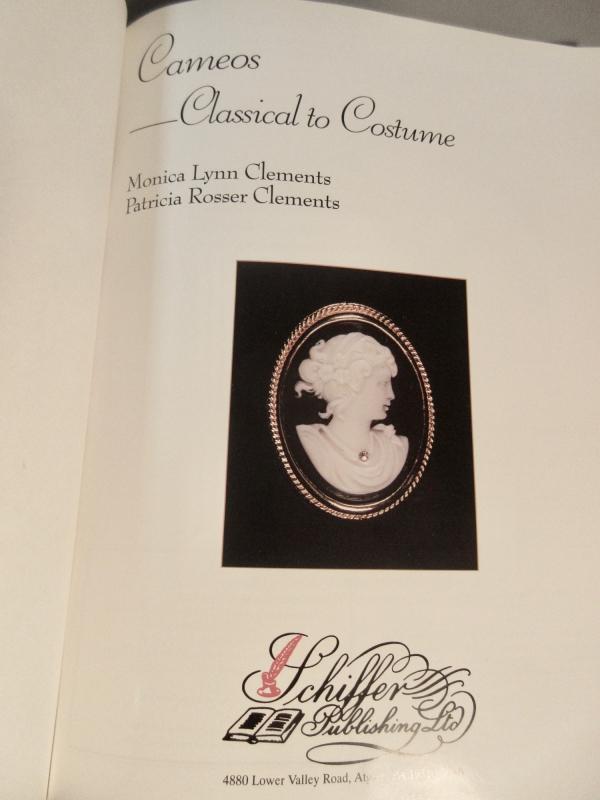 Cameos
—Classical to Costume
Monica Lynn Clements
Patricia Rosser Clements
Schiffer
Publishing Ltd
4880 Lower Valley Road,